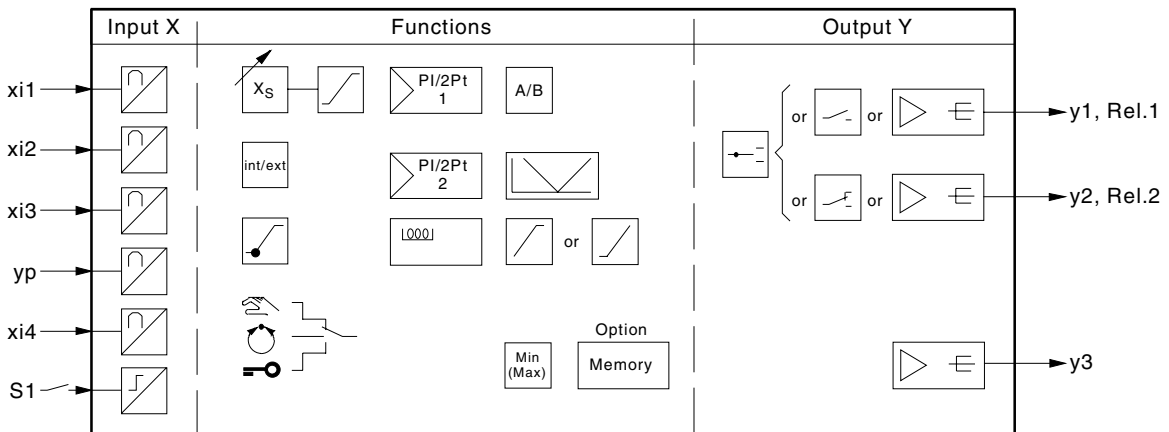 Input X
Functions
Output Y
xi1
xi2
xi3
yp
xi4
S1
XS
PI/2Pt
1
A/B
int/ext
PI/2Pt
2
000
or
Min
(Max)
Option
Memory
or
or
y1, Rel.1
or
or
y2, Rel.2
y3